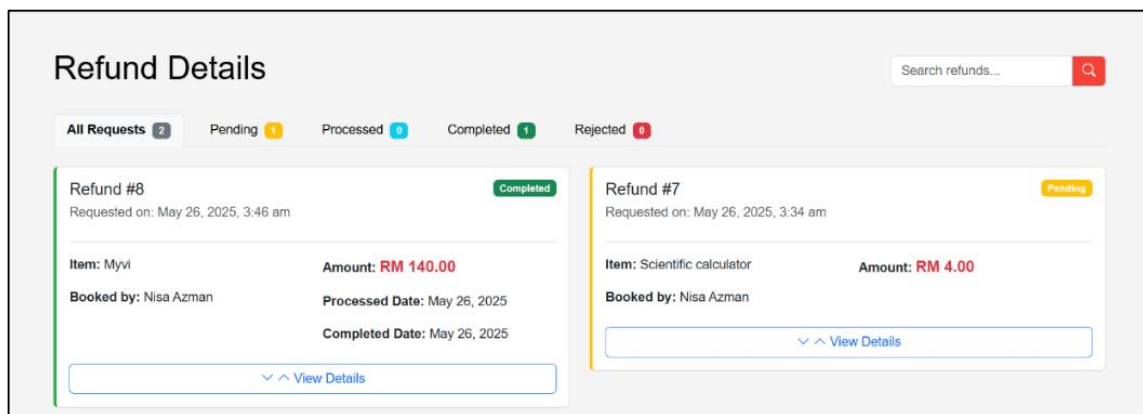 Refund Details
Search refunds...
All Requests 2 Pending 1 Processed 0 Completed 1 Rejected 0
Refund #8 Completed
Requested on: May 26, 2025, 3:46 am
Item: Myvi Amount: RM 140.00
Booked by: Nisa Azman Processed Date: May 26, 2025
Completed Date: May 26, 2025
View Details
Refund #7 Pending
Requested on: May 26, 2025, 3:34 am
Item: Scientific calculator Amount: RM 4.00
Booked by: Nisa Azman
View Details